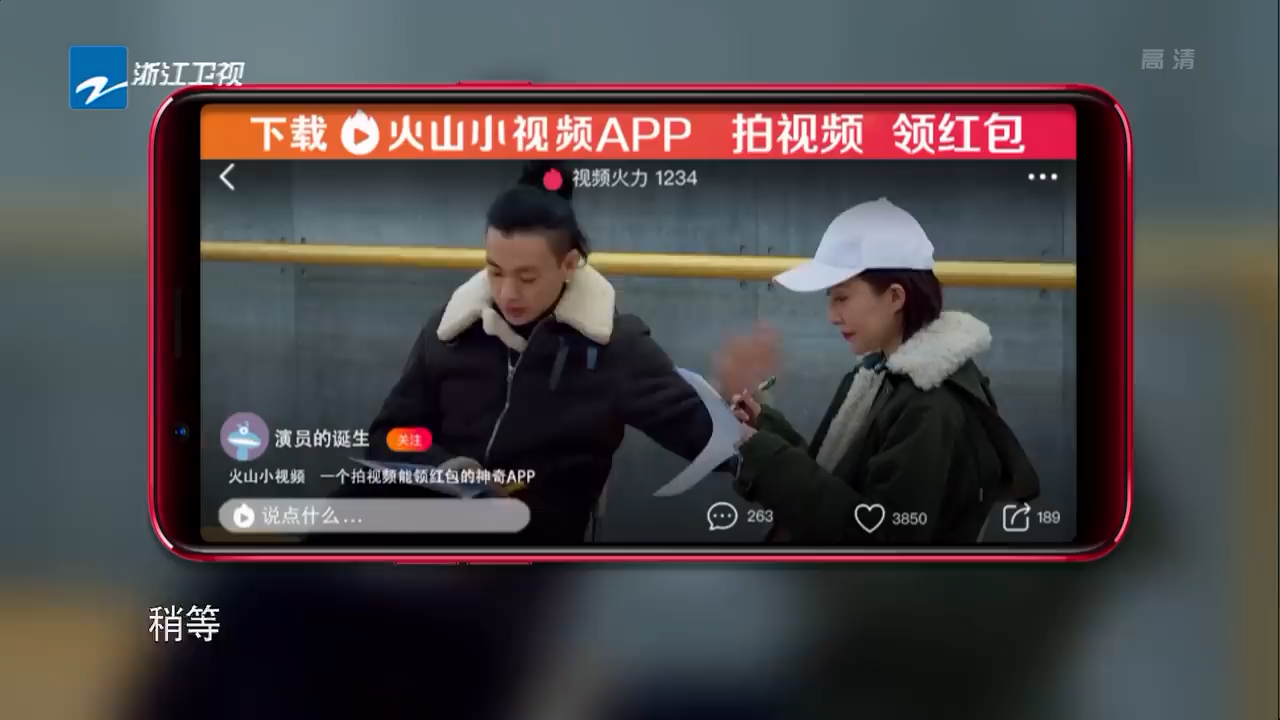 浙江卫视
高清
下载 火山小视频APP 拍视频 领红包
视频火力 1234
演员的诞生 关注
火山小视频 一个拍视频能领红包的神奇APP
说点什么...
263
3850
189
稍等